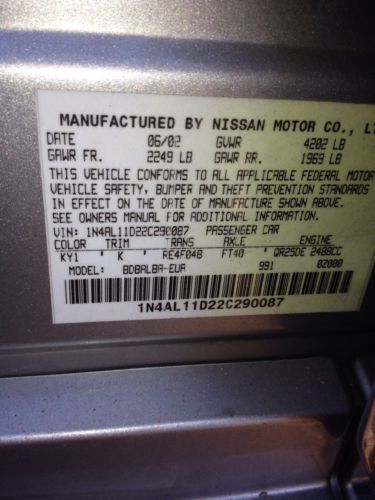 MANUFACTURED BY NISSAN MOTOR CO., LT
DATE 06/02 GVWR 4202 LB
GAWR FR. 2249 LB GAWR RR. 1969 LB
THIS VEHICLE CONFORMS TO ALL APPLICABLE FEDERAL MOTOR
VEHICLE SAFETY, BUMPER AND THEFT PREVENTION STANDARDS
IN EFFECT ON THE DATE OF MANUFACTURE SHOWN ABOVE.
SEE OWNERS MANUAL FOR ADDITIONAL INFORMATION.
VIN: 1N4AL11D22C290087 PASSENGER CAR
COLOR TRIM TRANS AXLE ENGINE
KY1 ' K ' RE4F04B FT40 ' QR25DE 2488CC
MODEL: BDBALBA-EUA 991 02000
1N4AL11D22C290087